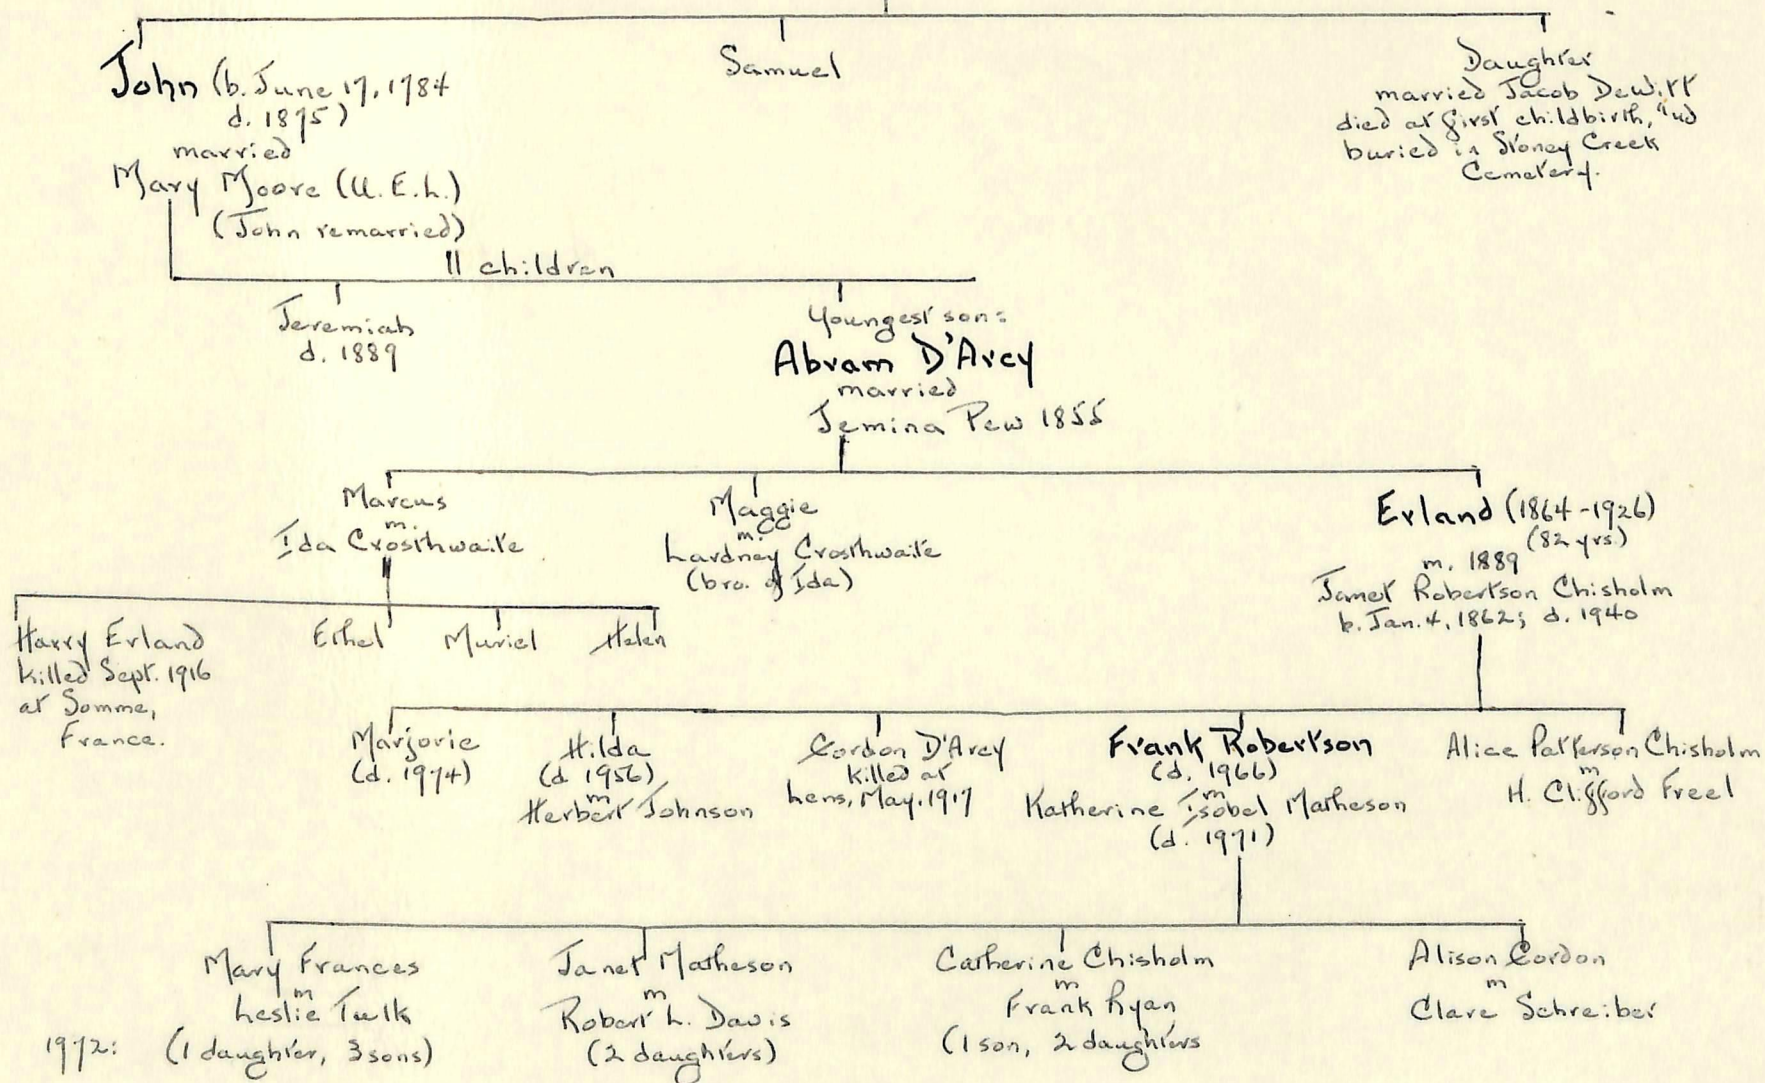 John (b. June 17, 1784
d. 1875)
married
Mary Moore (U.E.L.)
(John remarried)
Samuel
Daughter
married Jacob DeWitt
died at first childbirth, and
buried in Stoney Creek
Cemetery.
11 children
Jeremiah
d. 1889
Youngest son:
Abram D'Arcy
married
Jemina Pew 1855
Marcus
m.
Ida Crosthwaite
Maggie
m.
Lardney Crosthwaite
(bro. of Ida)
Erland (1864-1926)
(82 yrs.)
m. 1889
Janet Robertson Chisholm
b. Jan. 4, 1862; d. 1940
Harry Erland
killed Sept. 1916
at Somme,
France.
Ethel
Muriel
Helen
Marjorie
(d. 1974)
Hilda
(d. 1956)
m
Herbert Johnson
Gordon D'Arcy
killed at
Lens, May, 1917
Frank Robertson
(d. 1966)
m
Katherine Isobel Matheson
(d. 1971)
Alice Patterson Chisholm
m
H. Clifford Freel
Mary Frances
m
Leslie Tulk
1972: (1 daughter, 3 sons)
Janet Matheson
m
Robert L. Davis
(2 daughters)
Catherine Chisholm
m
Frank Ryan
(1 son, 2 daughters
Alison Gordon
m
Clare Schreiber